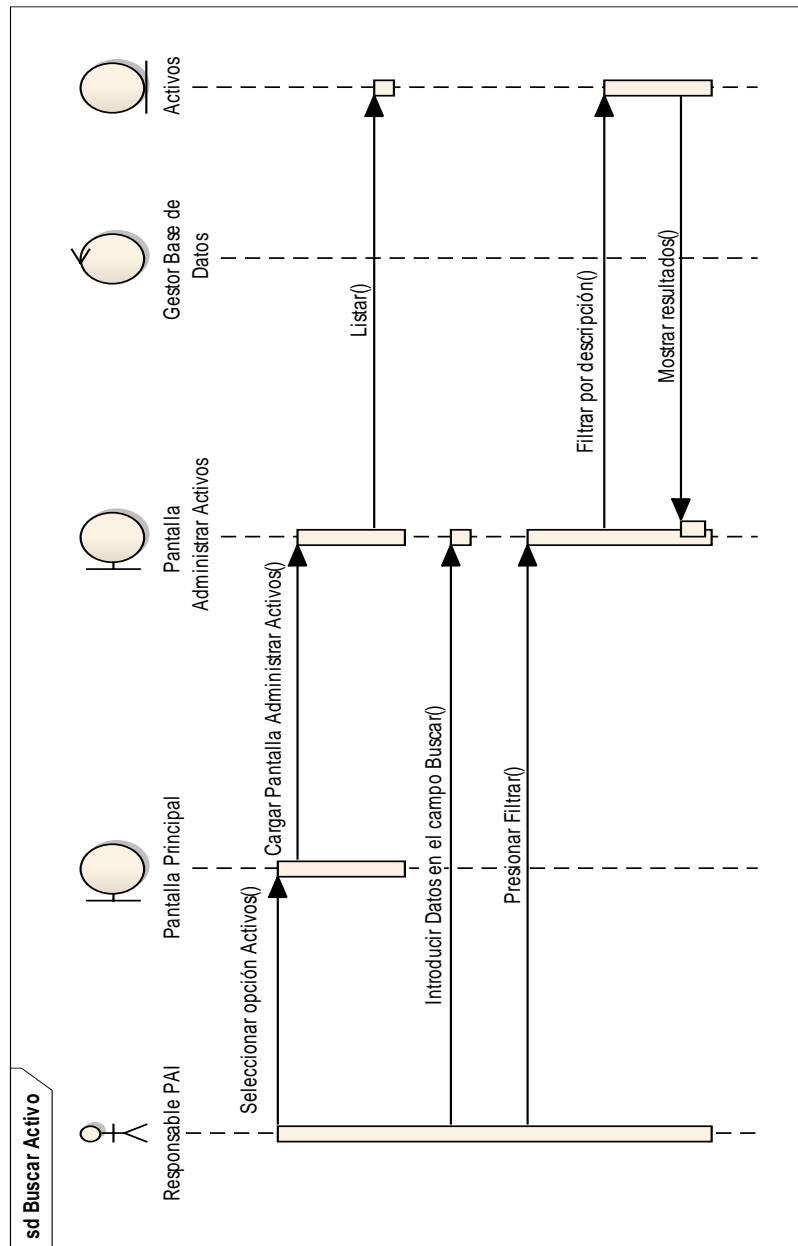 sd Buscar Activo
Responsable PAI
Pantalla Principal
Pantalla
Administrar Activos
Gestor Base de
Datos
Activos
Seleccionar opción Activos()
Cargar Pantalla Administrar Activos()
Listar()
Introducir Datos en el campo Buscar()
Presionar Filtrar()
Filtrar por descripción()
Mostrar resultados()